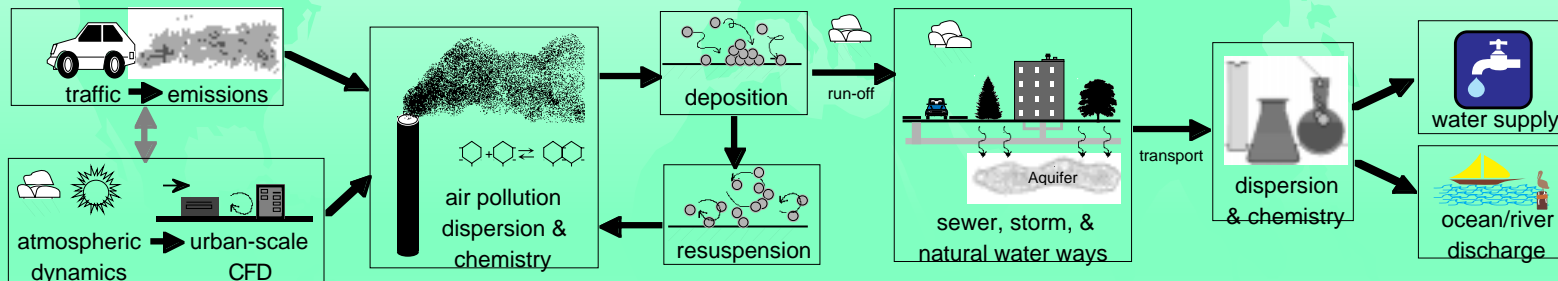 traffic
emissions
atmospheric
dynamics
urban-scale
CFD
air pollution
dispersion &
chemistry
deposition
resuspension
run-off
Aquifer
sewer, storm, &
natural water ways
transport
dispersion
& chemistry
water supply
ocean/river
discharge